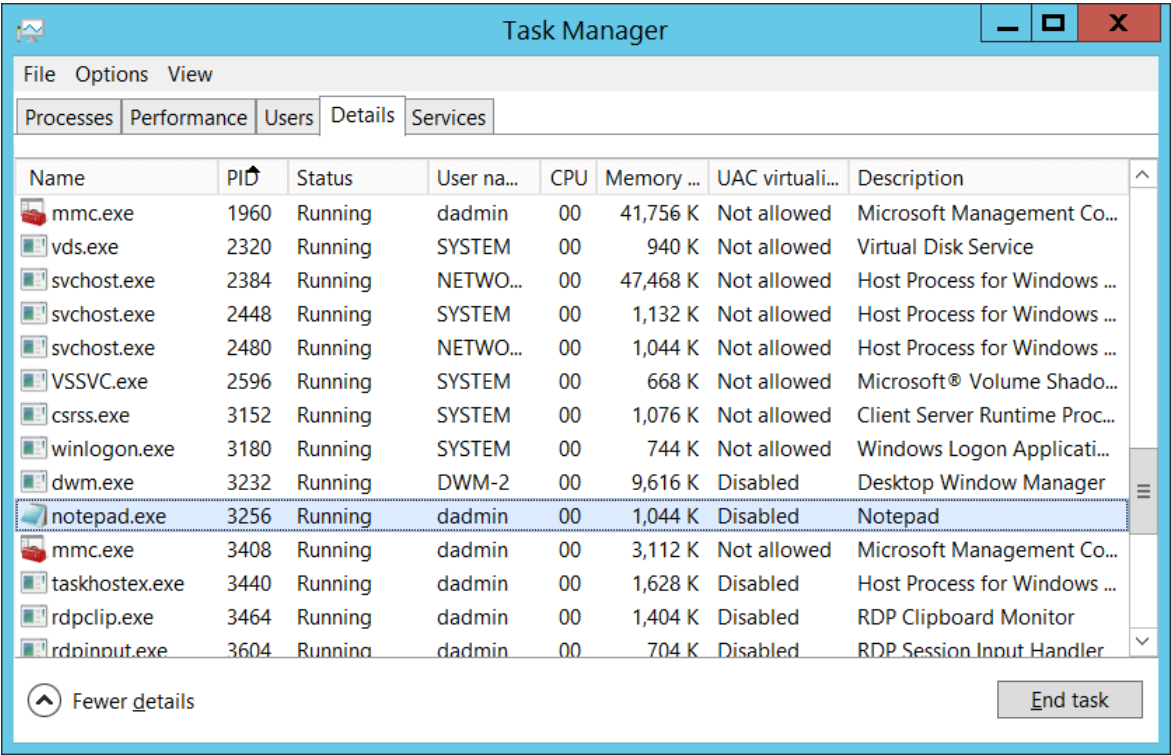 Task Manager
File Options View
Processes Performance Users Details Services
Name PID Status User na... CPU Memory ... UAC virtuali... Description
mmc.exe 1960 Running dadmin 00 41,756 K Not allowed Microsoft Management Co...
vds.exe 2320 Running SYSTEM 00 940 K Not allowed Virtual Disk Service
svchost.exe 2384 Running NETWO... 00 47,468 K Not allowed Host Process for Windows ...
svchost.exe 2448 Running SYSTEM 00 1,132 K Not allowed Host Process for Windows ...
svchost.exe 2480 Running NETWO... 00 1,044 K Not allowed Host Process for Windows ...
VSSVC.exe 2596 Running SYSTEM 00 668 K Not allowed Microsoft® Volume Shado...
csrss.exe 3152 Running SYSTEM 00 1,076 K Not allowed Client Server Runtime Proc...
winlogon.exe 3180 Running SYSTEM 00 744 K Not allowed Windows Logon Applicati...
dwm.exe 3232 Running DWM-2 00 9,616 K Disabled Desktop Window Manager
notepad.exe 3256 Running dadmin 00 1,044 K Disabled Notepad
mmc.exe 3408 Running dadmin 00 3,112 K Not allowed Microsoft Management Co...
taskhostex.exe 3440 Running dadmin 00 1,628 K Disabled Host Process for Windows ...
rdpclip.exe 3464 Running dadmin 00 1,404 K Disabled RDP Clipboard Monitor
rdpinput.exe 3604 Running dadmin 00 704 K Disabled RDP Session Input Handler
Fewer details End task